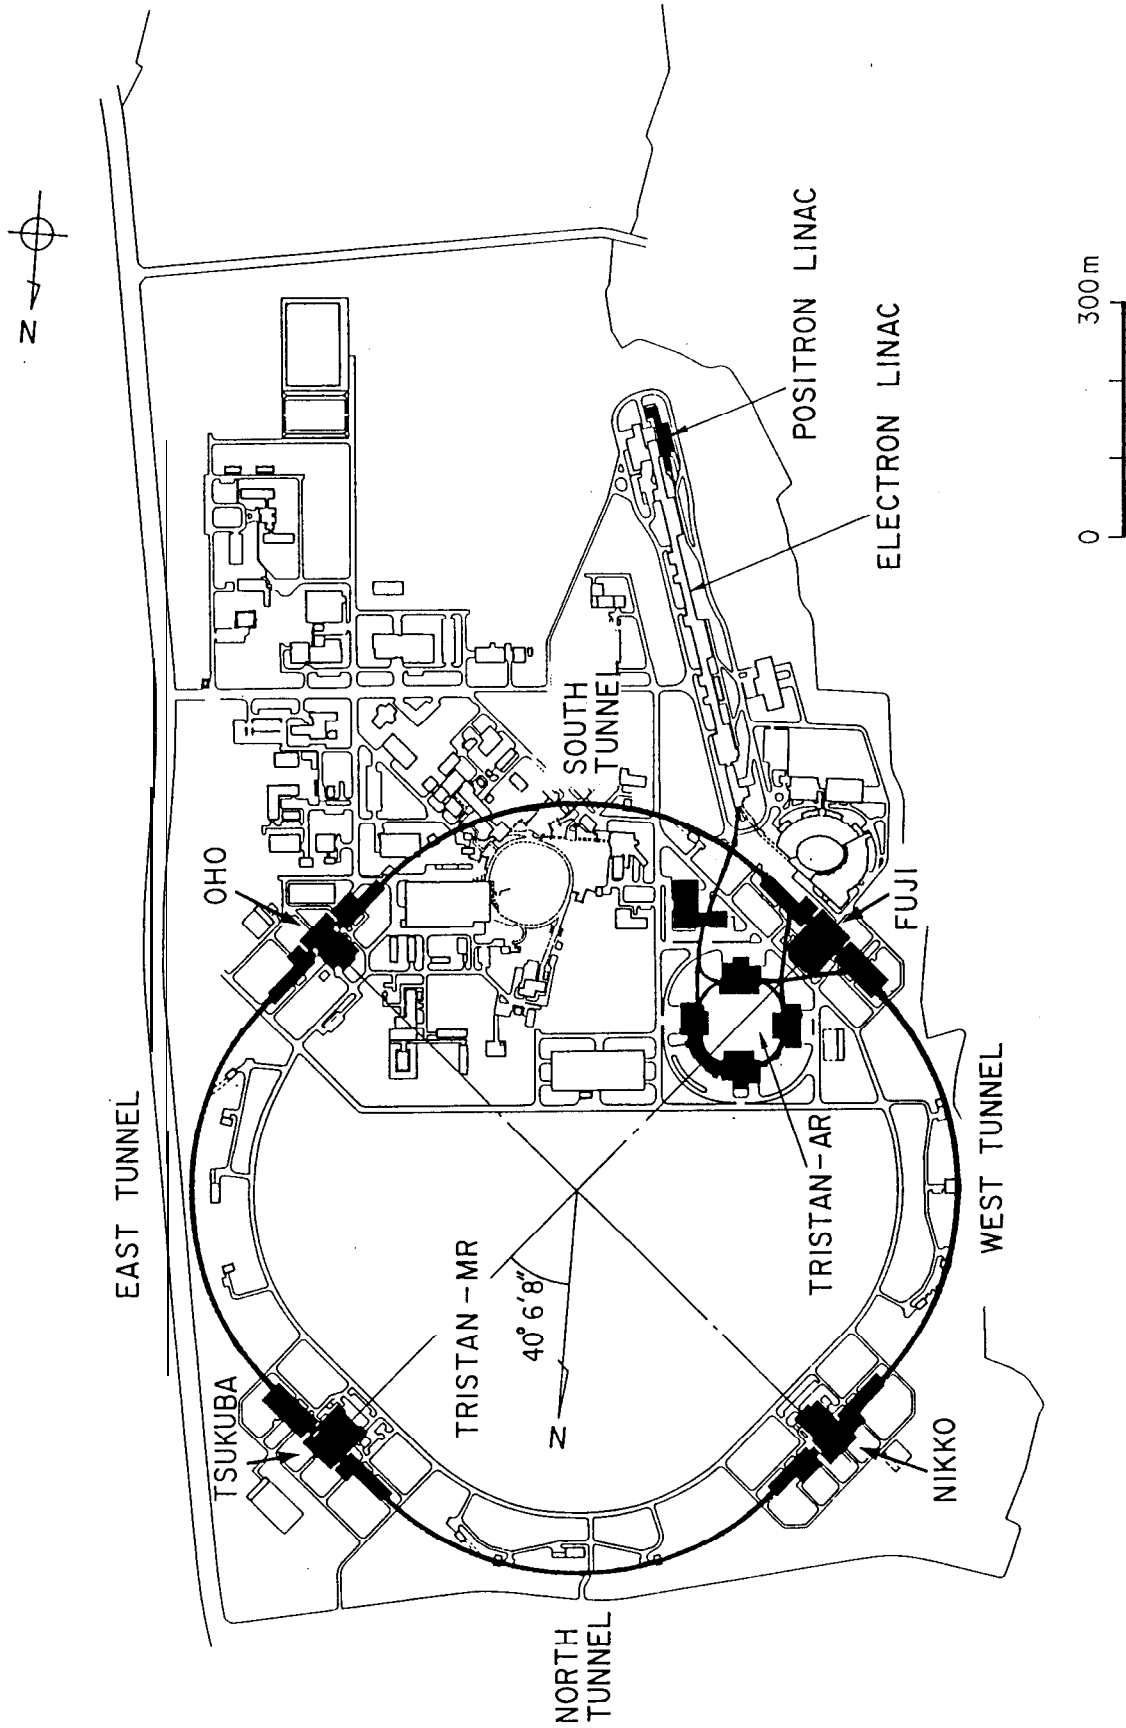 N
EAST TUNNEL
OHO
TSUKUBA
SOUTH
TUNNEL
TRISTAN-MR
40°6'8"
N
NORTH
TUNNEL
POSITRON LINAC
ELECTRON LINAC
FUJI
TRISTAN-AR
WEST TUNNEL
NIKKO
0
300m